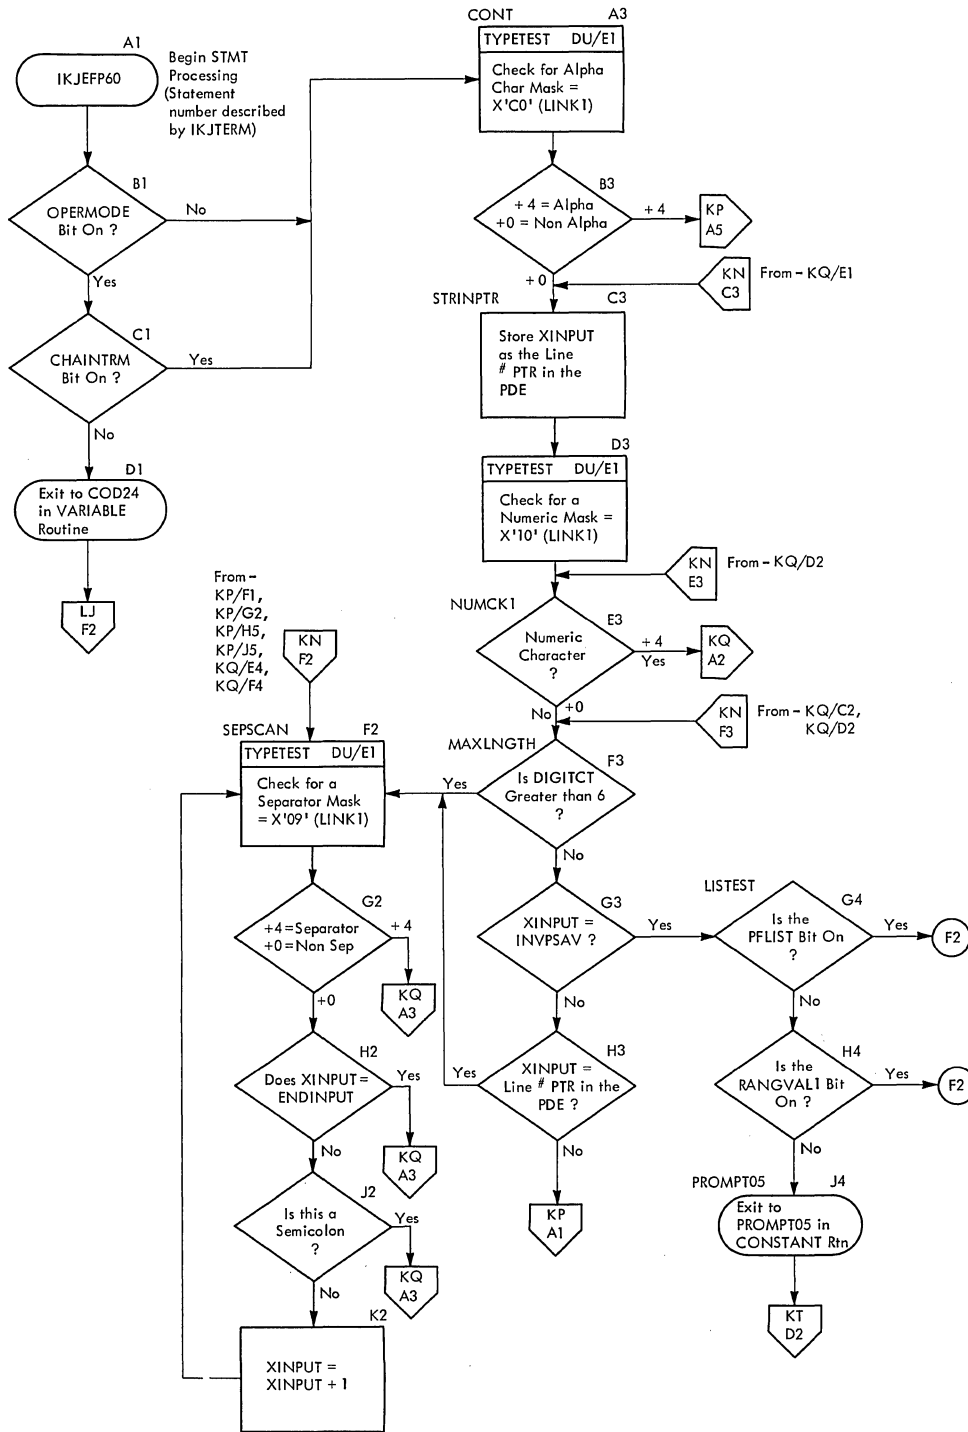 A1
IKJEFP60
Begin STMT
Processing
(Statement
number described
by IKJTERM)
B1
OPERMODE
Bit On ?
No
Yes
C1
CHAINTRM
Bit On ?
Yes
No
D1
Exit to COD24
in VARIABLE
Routine
LJ
F2
CONT
A3
TYPETEST DU/E1
Check for Alpha
Char Mask =
X'C0' (LINK1)
B3
+ 4 = Alpha
+0 = Non Alpha
+ 4
KP
A5
+ 0
KN
C3
From - KQ/E1
STRINPTR
C3
Store XINPUT
as the Line
# PTR in the
PDE
D3
TYPETEST DU/E1
Check for a
Numeric Mask =
X'10' (LINK1)
KN
E3
From - KQ/D2
NUMCK1
E3
Numeric
Character
?
+ 4
Yes
KQ
A2
No
+0
KN
F3
From - KQ/C2,
KQ/D2
From -
KP/F1,
KP/G2,
KP/H5,
KP/J5,
KQ/E4,
KQ/F4
KN
F2
SEPSCAN
F2
TYPETEST DU/E1
Check for a
Separator Mask
= X'09' (LINK1)
MAXLNGTH
F3
Is DIGITCT
Greater than 6
?
Yes
No
G2
+4 = Separator
+0 = Non Sep
+ 4
KQ
A3
+0
G3
XINPUT =
INVPSAV ?
Yes
No
LISTEST
G4
Is the
PFLIST Bit On
?
Yes
F2
No
H2
Does XINPUT =
ENDINPUT
Yes
KQ
A3
No
H3
XINPUT =
Line # PTR in the
PDE ?
Yes
No
KP
A1
H4
Is the
RANGVAL1 Bit
On ?
Yes
F2
No
J2
Is this a
Semicolon
?
Yes
KQ
A3
No
PROMPT05
J4
Exit to
PROMPT05 in
CONSTANT Rtn
KT
D2
K2
XINPUT =
XINPUT + 1